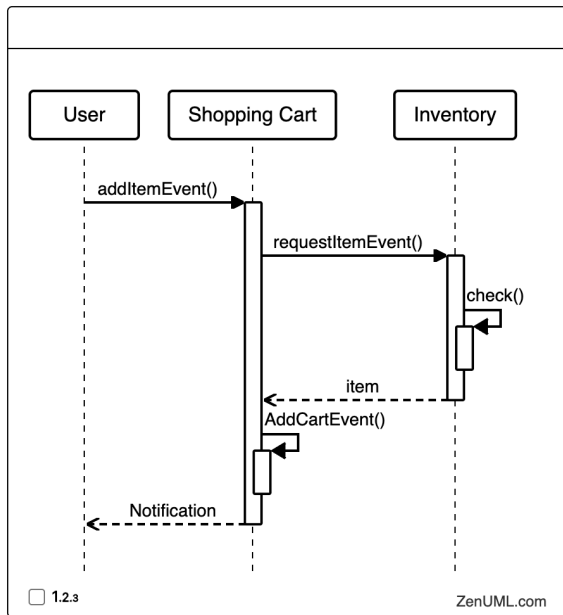 User
Shopping Cart
Inventory
addItemEvent()
requestItemEvent()
check()
item
AddCartEvent()
Notification
1.2.3
ZenUML.com